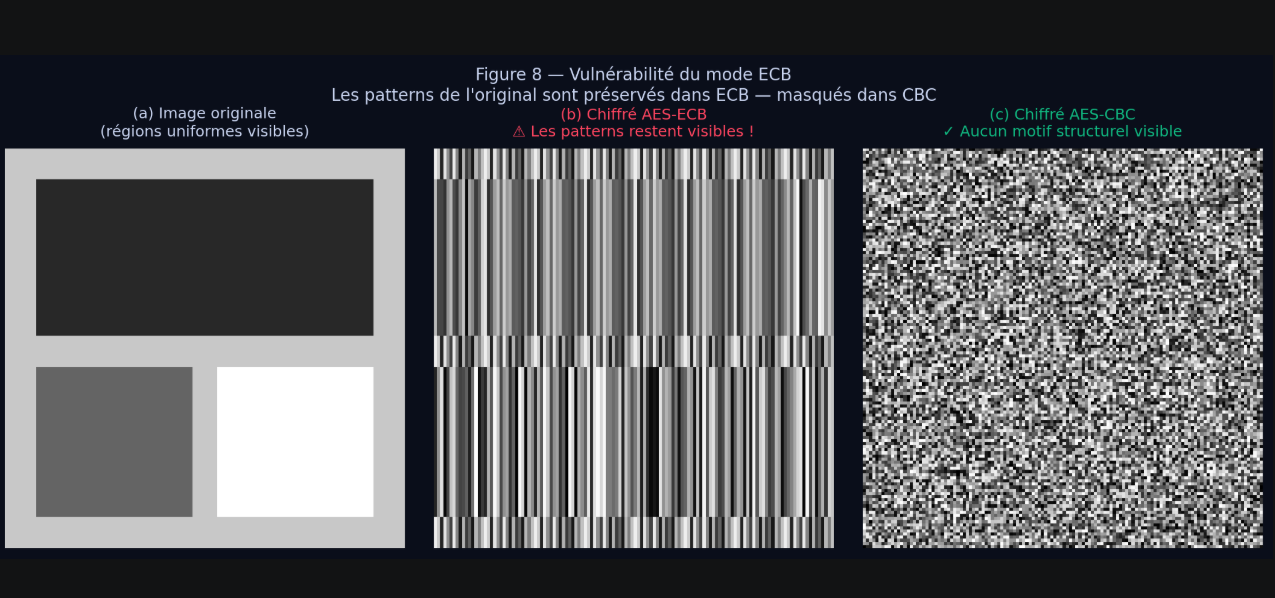 Figure 8 — Vulnérabilité du mode ECB
Les patterns de l'original sont préservés dans ECB — masqués dans CBC
(a) Image originale
(régions uniformes visibles)
(b) Chiffré AES-ECB
⚠ Les patterns restent visibles !
(c) Chiffré AES-CBC
✓ Aucun motif structurel visible